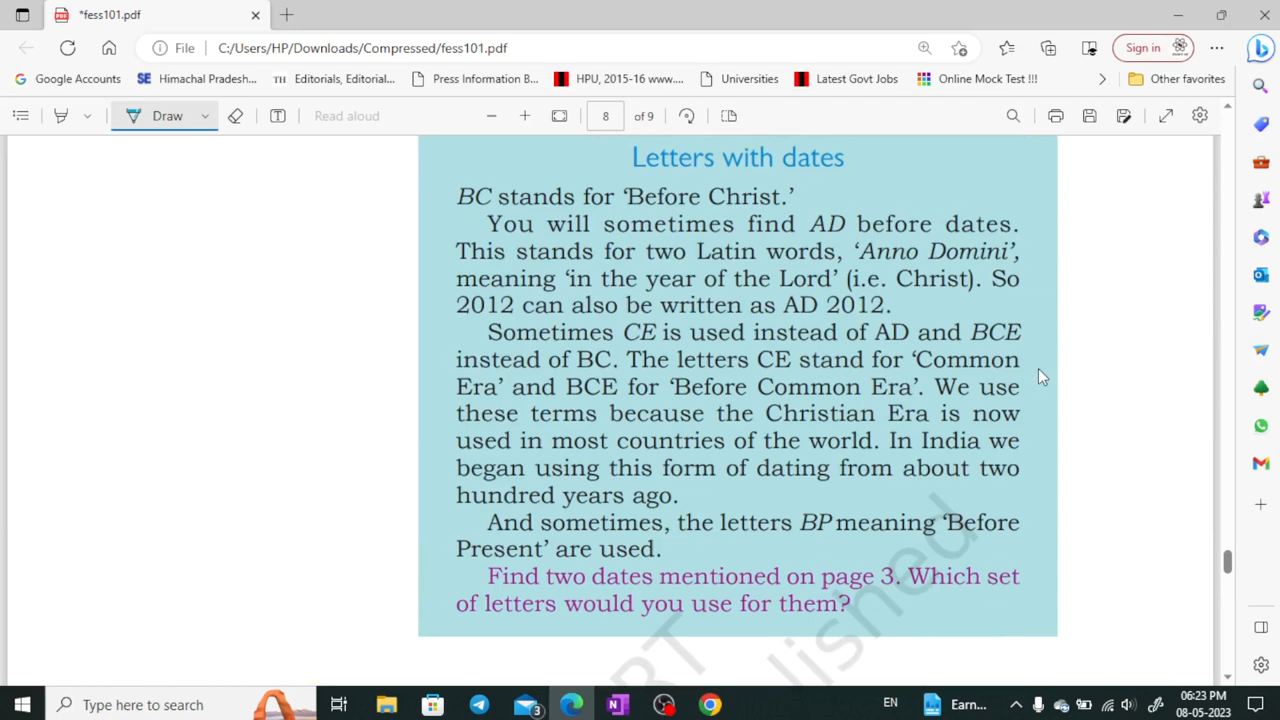 *fess101.pdf
File C:/Users/HP/Downloads/Compressed/fess101.pdf Sign in
Google Accounts SE Himachal Pradesh... TH Editorials, Editorial... Press Information B... HPU, 2015-16 www.... Universities Latest Govt Jobs Online Mock Test !!! Other favorites
Draw Read aloud 8 of 9
Letters with dates
BC stands for ‘Before Christ.’
You will sometimes find AD before dates.
This stands for two Latin words, ‘Anno Domini’,
meaning ‘in the year of the Lord’ (i.e. Christ). So
2012 can also be written as AD 2012.
Sometimes CE is used instead of AD and BCE
instead of BC. The letters CE stand for ‘Common
Era’ and BCE for ‘Before Common Era’. We use
these terms because the Christian Era is now
used in most countries of the world. In India we
began using this form of dating from about two
hundred years ago.
And sometimes, the letters BP meaning ‘Before
Present’ are used.
Find two dates mentioned on page 3. Which set
of letters would you use for them?
RT
lished
Type here to search 3 EN Earn... 06:23 PM
08-05-2023